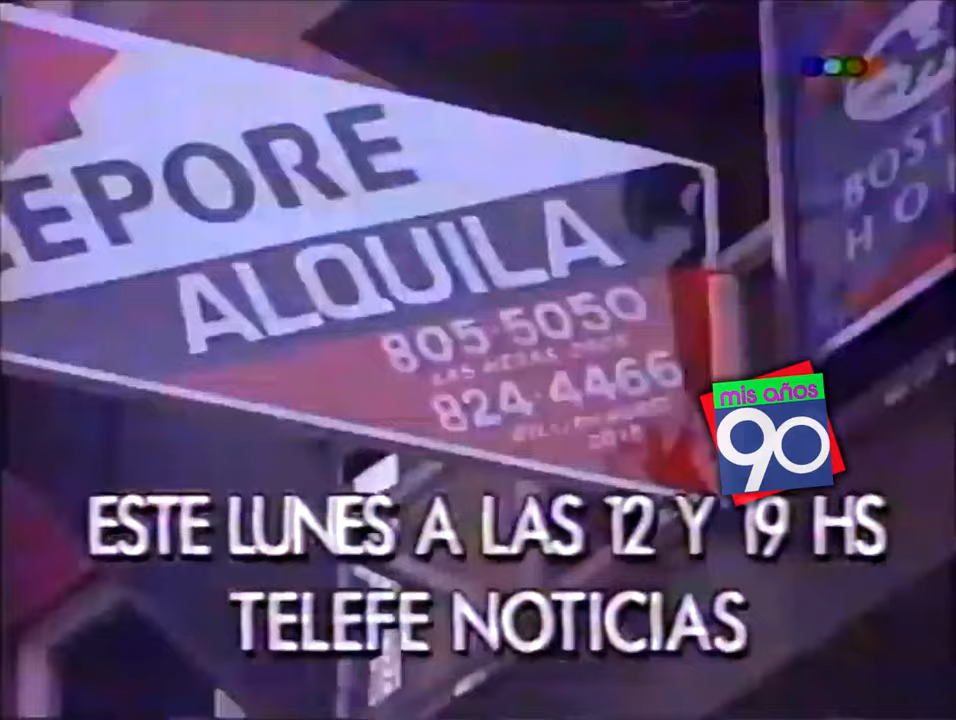 EPORE
ALQUILA
805-5050
824-4466
BOST
HO
mis años
90
ESTE LUNES A LAS 12 Y 19 HS
TELEFE NOTICIAS